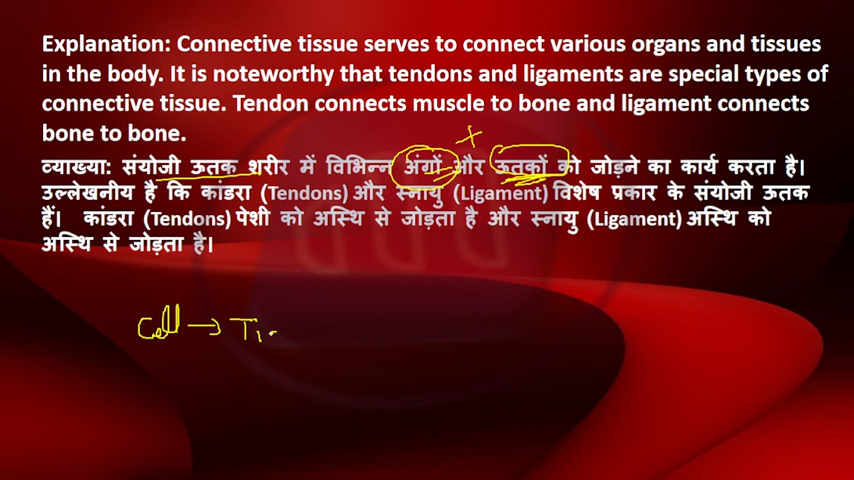 Explanation: Connective tissue serves to connect various organs and tissues
in the body. It is noteworthy that tendons and ligaments are special types of
connective tissue. Tendon connects muscle to bone and ligament connects
bone to bone.
व्याख्या: संयोजी ऊतक शरीर में विभिन्न अंगों और ऊतकों को जोड़ने का कार्य करता है।
उल्लेखनीय है कि कांडरा (Tendons) और स्नायु (Ligament) विशेष प्रकार के संयोजी ऊतक
हैं। कांडरा (Tendons) पेशी को अस्थि से जोड़ता है और स्नायु (Ligament) अस्थि को
अस्थि से जोड़ता है।
Cell → Ti